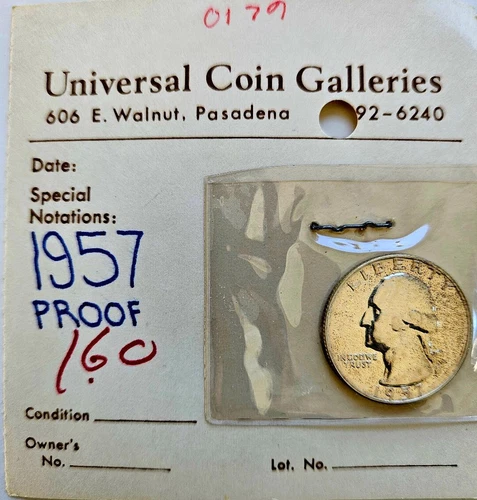 0179
Universal Coin Galleries
606 E. Walnut, Pasadena 92-6240
Date:
Special
Notations:
1957
PROOF
1.60
LIBERTY
IN GOD WE
TRUST
1957
Condition
Owner's
No.
Lot. No.